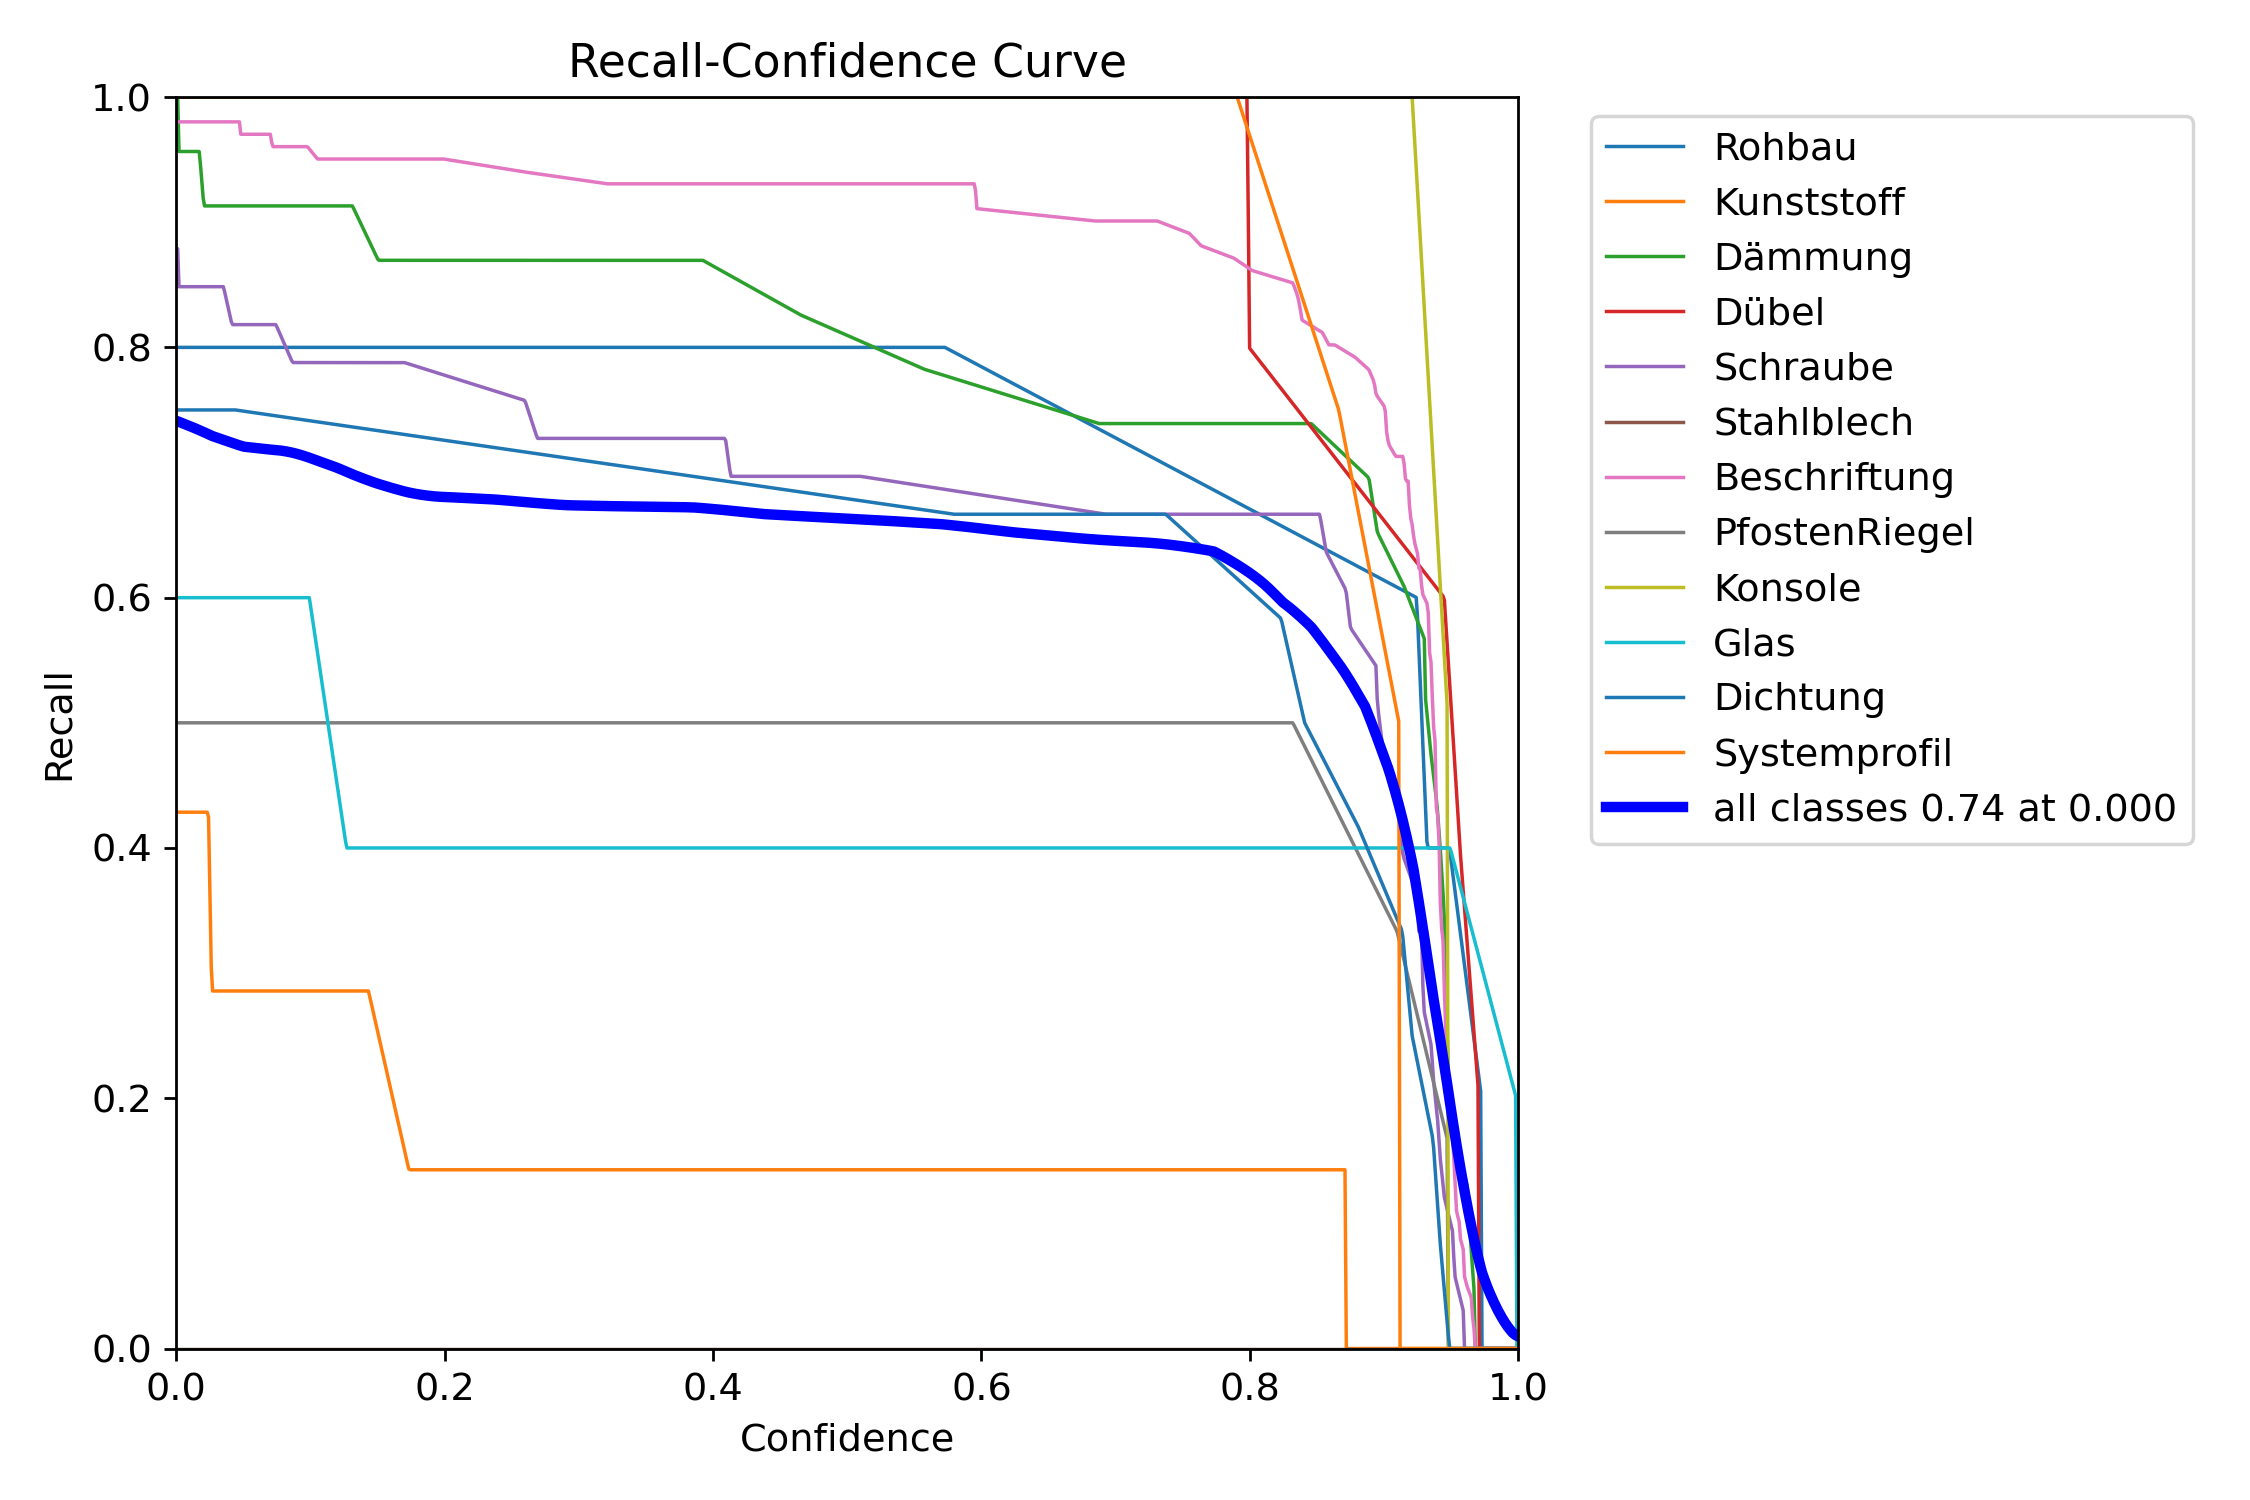 Recall-Confidence Curve
1.0
0.8
0.6
0.4
0.2
0.0
Recall
0.0 0.2 0.4 0.6 0.8 1.0
Confidence
Rohbau
Kunststoff
Dämmung
Dübel
Schraube
Stahlblech
Beschriftung
PfostenRiegel
Konsole
Glas
Dichtung
Systemprofil
all classes 0.74 at 0.000